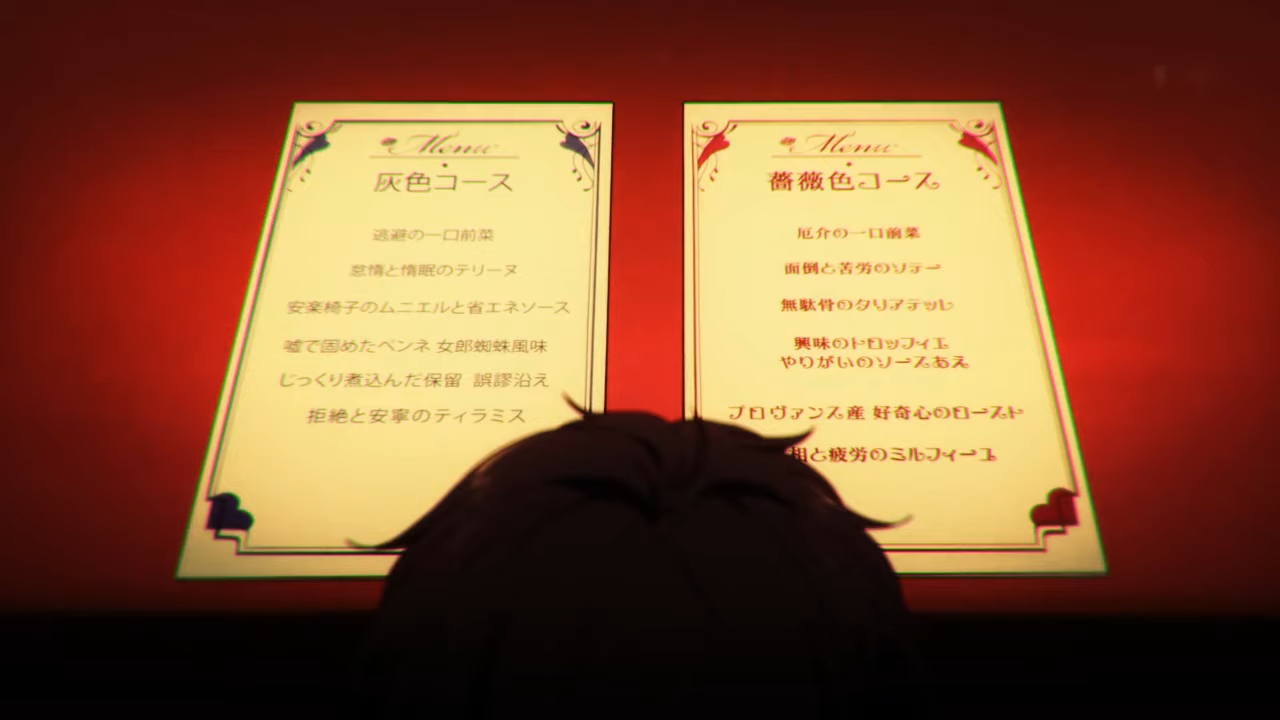 Menu
灰色コース
逃避の一口前菜
怠惰と惰眠のテリーヌ
安楽椅子のムニエルと省エネソース
嘘で固めたペンネ 女郎蜘蛛風味
じっくり煮込んだ保留 誤謬沿え
拒絶と安寧のティラミス
Menu
薔薇色コース
厄介の一口前菜
面倒と苦労のソテー
無駄骨のタリアテッレ
興味のトロッフィエ
やりがいのソースあえ
プロヴァンス産 好奇心のロースト
と疲労のミルフィーユ